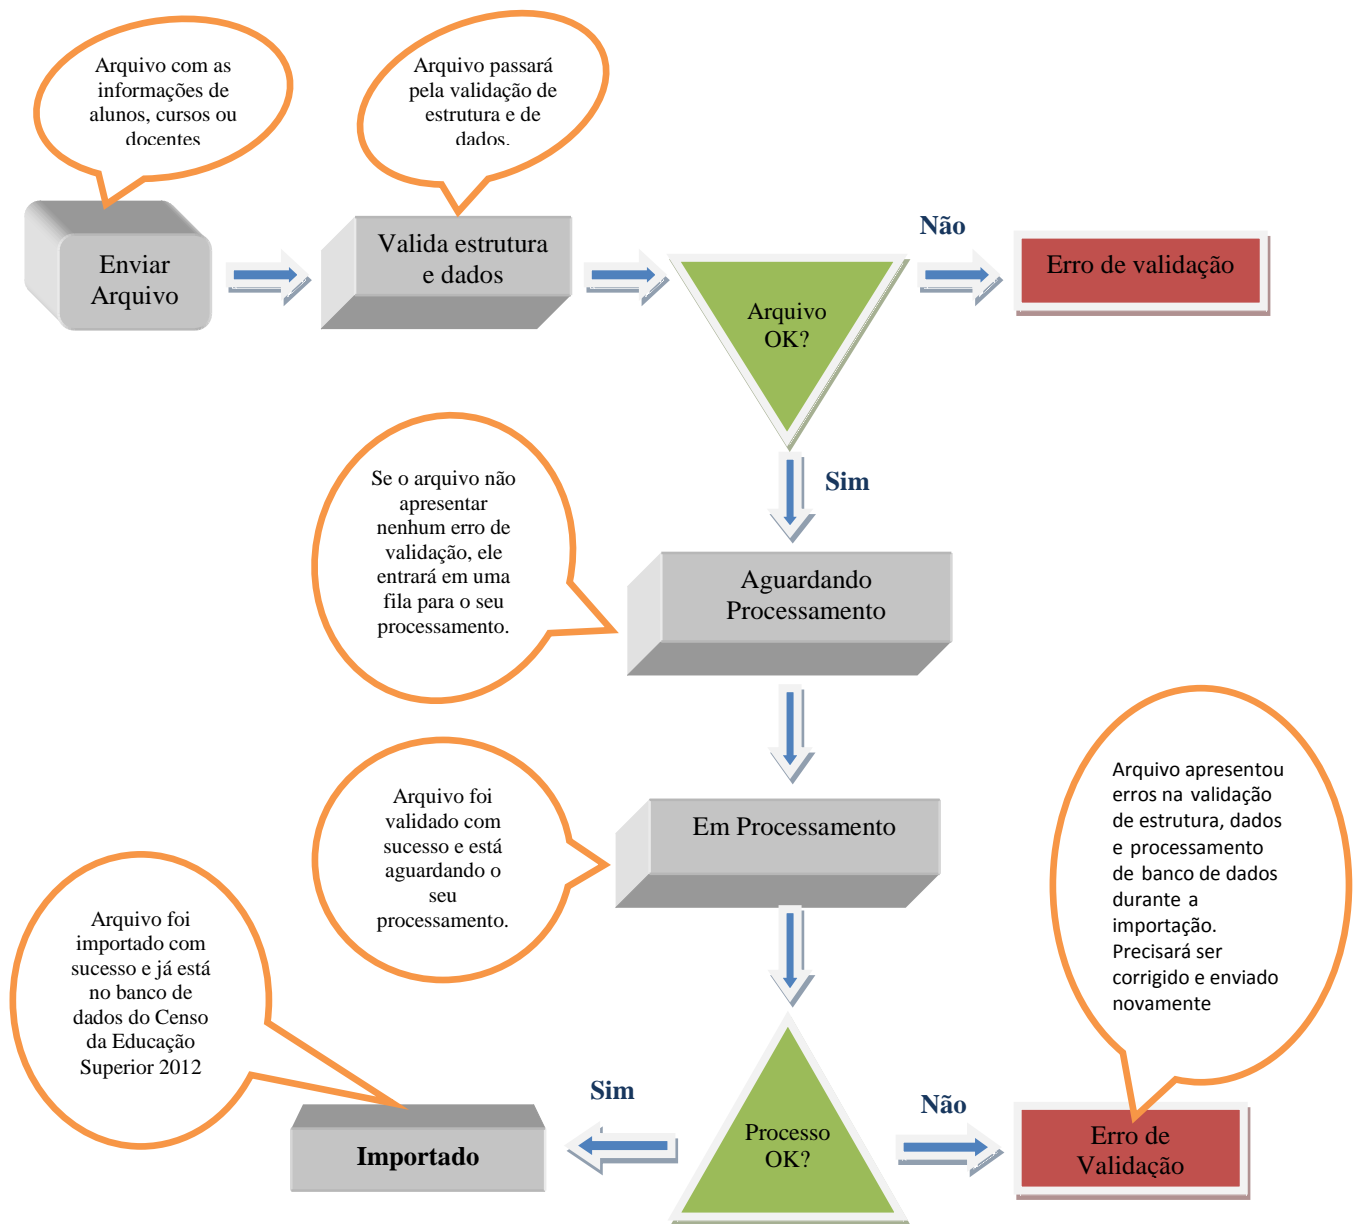 Arquivo com as
informações de
alunos, cursos ou
docentes
Arquivo passará
pela validação de
estrutura e de
dados.
Enviar
Arquivo
Valida estrutura
e dados
Arquivo
OK?
Não
Erro de validação
Sim
Se o arquivo não
apresentar
nenhum erro de
validação, ele
entrará em uma
fila para o seu
processamento.
Aguardando
Processamento
Arquivo foi
validado com
sucesso e está
aguardando o
seu
processamento.
Em Processamento
Arquivo apresentou
erros na validação
de estrutura, dados
e processamento
de banco de dados
durante a
importação.
Precisará ser
corrigido e enviado
novamente
Arquivo foi
importado com
sucesso e já está
no banco de
dados do Censo
da Educação
Superior 2012
Sim
Importado
Processo
OK?
Não
Erro de
Validação